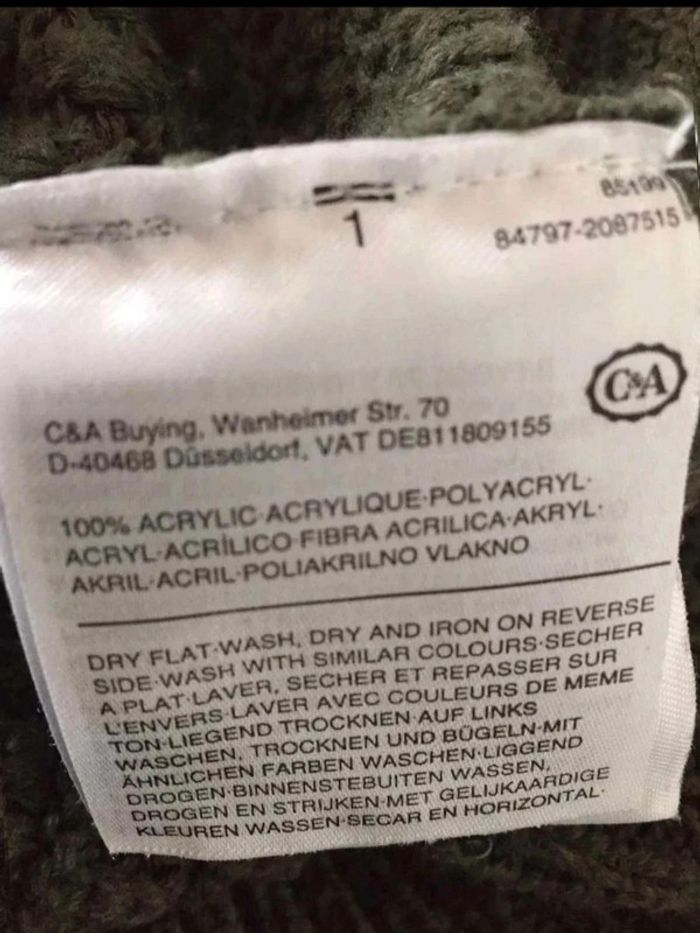 85199
1
84797-2087515
C&A
C&A Buying, Wanheimer Str. 70
D-40468 Düsseldorf, VAT DE811809155
100% ACRYLIC·ACRYLIQUE·POLYACRYL·
ACRYL·ACRÍLICO·FIBRA ACRILICA·AKRYL·
AKRIL·ACRIL·POLIAKRILNO VLAKNO
DRY FLAT·WASH, DRY AND IRON ON REVERSE
SIDE·WASH WITH SIMILAR COLOURS·SECHER
A PLAT·LAVER, SECHER ET REPASSER SUR
L'ENVERS·LAVER AVEC COULEURS DE MEME
TON·LIEGEND TROCKNEN·AUF LINKS
WASCHEN, TROCKNEN UND BÜGELN·MIT
ÄHNLICHEN FARBEN WASCHEN·LIGGEND
DROGEN·BINNENSTEBUITEN WASSEN,
DROGEN EN STRIJKEN·MET GELIJKAARDIGE
KLEUREN WASSEN·SECAR EN HORIZONTAL·